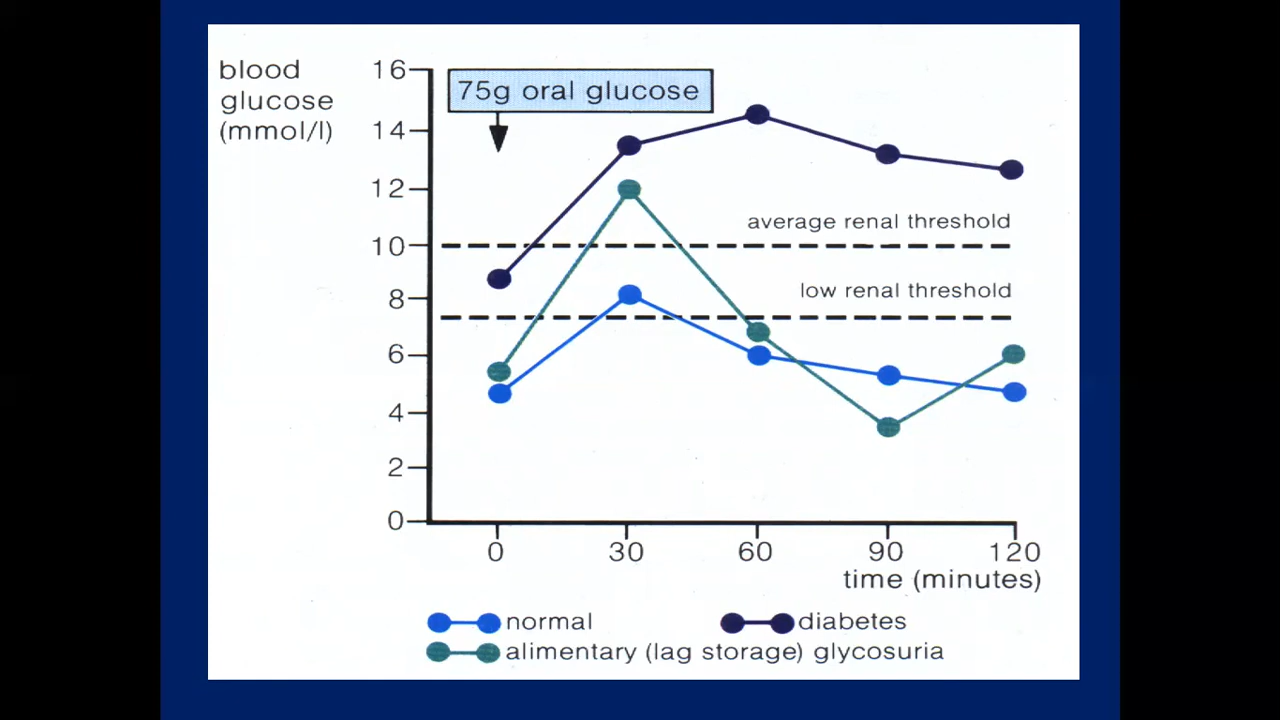 blood
glucose
(mmol/l)
75g oral glucose
16
14
12
10
8
6
4
2
0
average renal threshold
low renal threshold
0 30 60 90 120
time (minutes)
normal diabetes
alimentary (lag storage) glycosuria